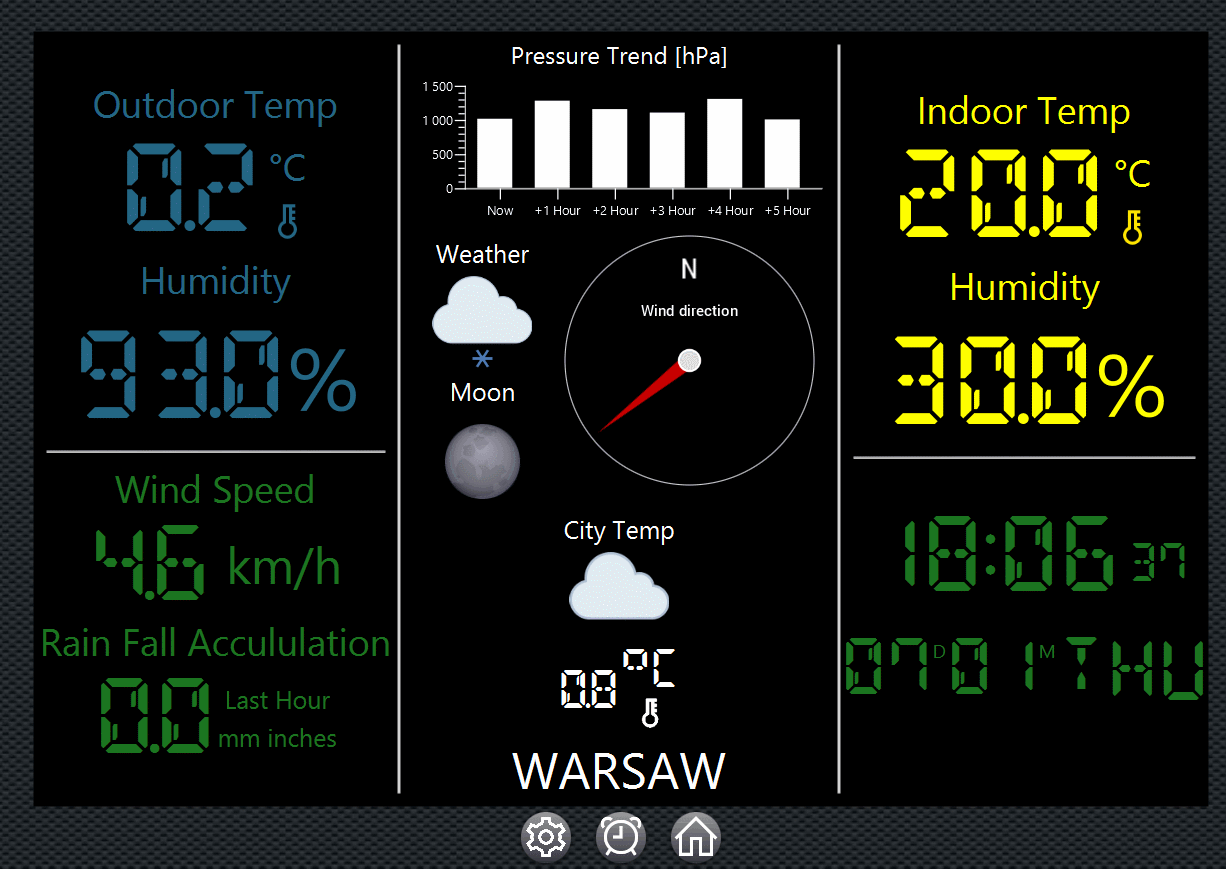 Outdoor Temp
0.2 °C
Humidity
93.0%
Wind Speed
4.6 km/h
Rain Fall Accululation
0.0 Last Hour
mm inches
Pressure Trend [hPa]
1 500
1 000
500
0
Now +1 Hour +2 Hour +3 Hour +4 Hour +5 Hour
Weather
Moon
N
Wind direction
City Temp
0.8 °C
WARSAW
Indoor Temp
20.0 °C
Humidity
30.0%
18:06 37
07 D 01 M THU